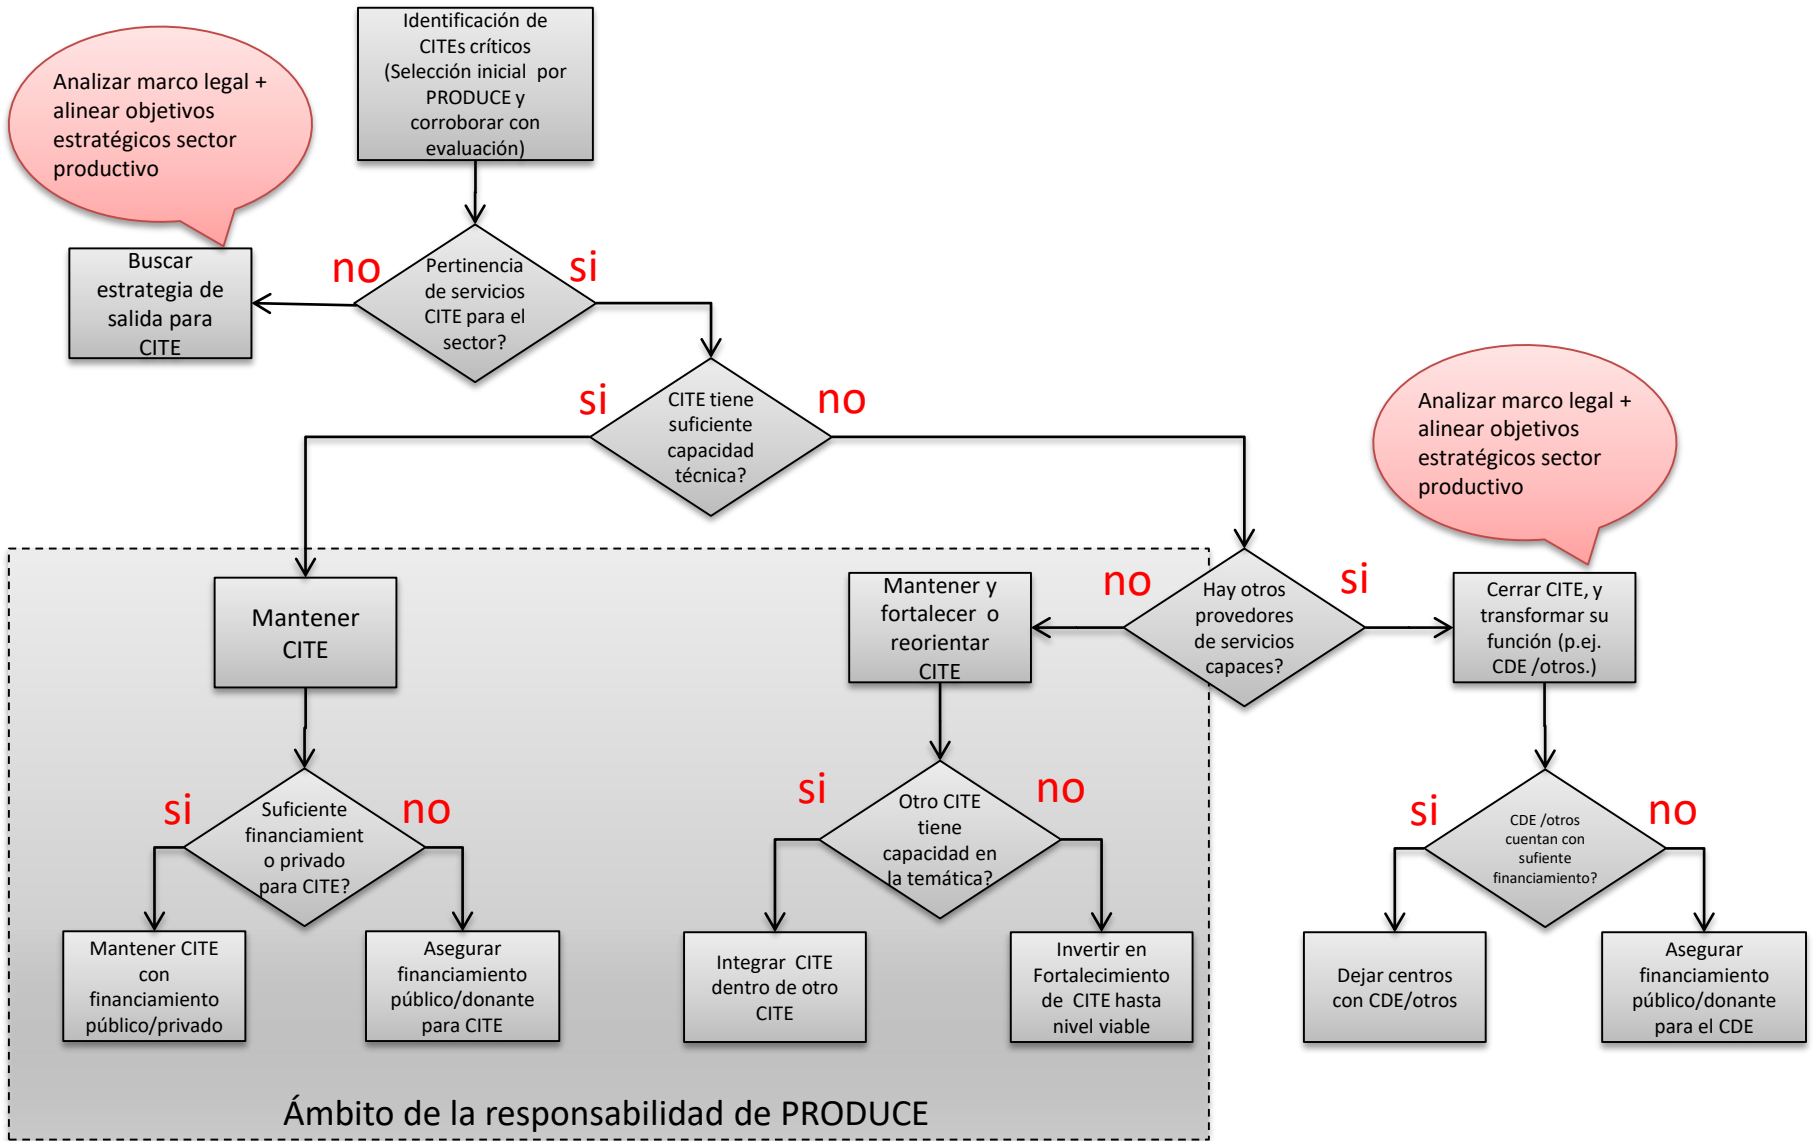 Identificación de
CITEs críticos
(Selección inicial por
PRODUCE y
corroborar con
evaluación)
Analizar marco legal +
alinear objetivos
estratégicos sector
productivo
Buscar
estrategia de
salida para
CITE
no
Pertinencia
de servicios
CITE para el
sector?
si
si
CITE tiene
suficiente
capacidad
técnica?
no
Analizar marco legal +
alinear objetivos
estratégicos sector
productivo
Mantener
CITE
Mantener y
fortalecer o
reorientar
CITE
no
Hay otros
provedores
de servicios
capaces?
si
Cerrar CITE, y
transformar su
función (p.ej.
CDE /otros.)
si
Suficiente
financiamient
o privado
para CITE?
no
si
Otro CITE
tiene
capacidad en
la temática?
no
si
CDE /otros
cuentan con
sufiente
financiamiento?
no
Mantener CITE
con
financiamiento
público/privado
Asegurar
financiamiento
público/donante
para CITE
Integrar CITE
dentro de otro
CITE
Invertir en
Fortalecimiento
de CITE hasta
nivel viable
Dejar centros
con CDE/otros
Asegurar
financiamiento
público/donante
para el CDE
Ámbito de la responsabilidad de PRODUCE